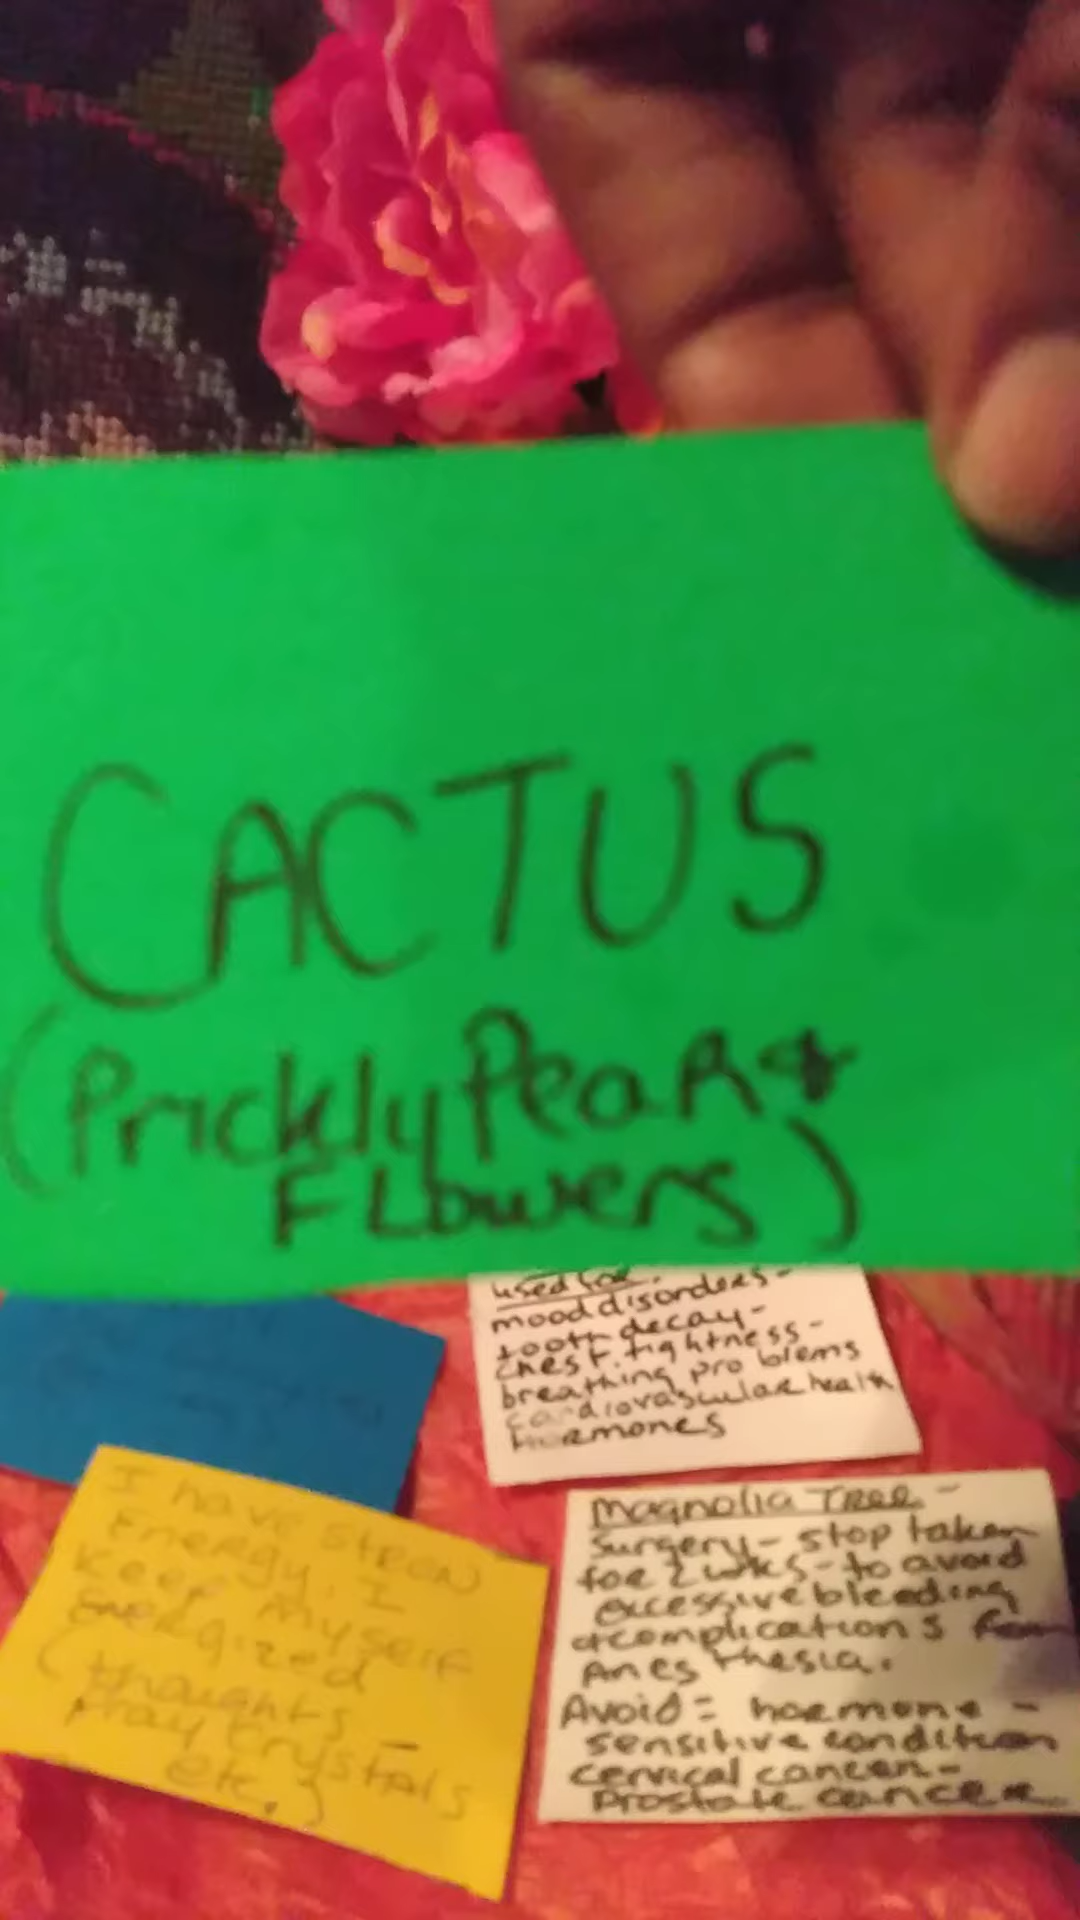 CACTUS
(Prickly PeaR &
FLowers)
used for.
mood disorders-
tooth decay-
chest tightness-
breathing problems
cardiovascular health
hormones
I have stRON
Energy. I
Keep myself
energized
(thoughts
Pray crystals
etc.)
Magnolia Tree -
Surgery - stop taken
for 2 wks - to avoid
excessive bleeding
& complications from
Anesthesia.
Avoid = hormone -
sensitive condition
cervical cancer -
Prostate cancer